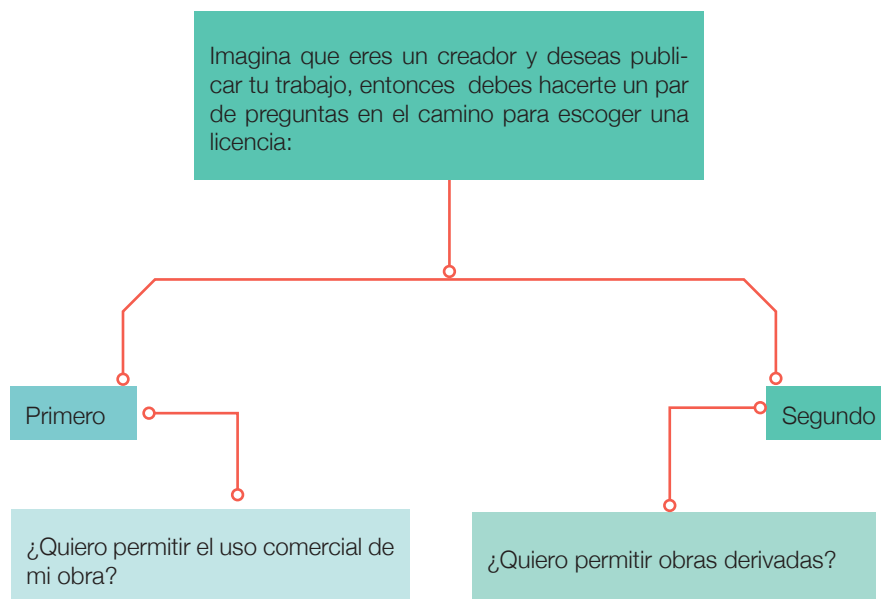 Imagina que eres un creador y deseas publi-
car tu trabajo, entonces debes hacerte un par
de preguntas en el camino para escoger una
licencia:
Primero
Segundo
¿Quiero permitir el uso comercial de
mi obra?
¿Quiero permitir obras derivadas?